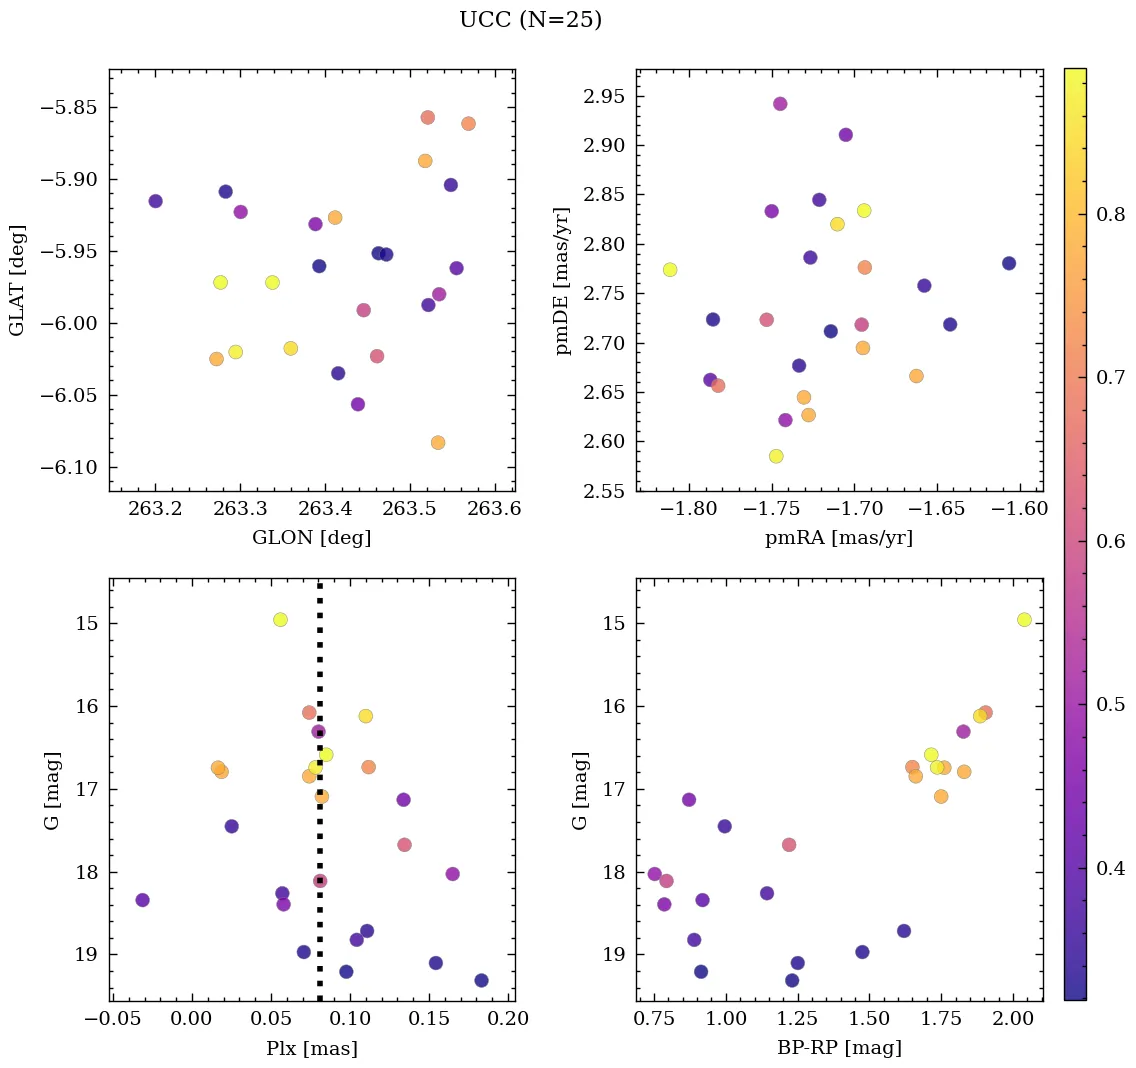 UCC (N=25)
−5.85
−5.90
−5.95
−6.00
−6.05
−6.10
GLAT [deg]
263.2 263.3 263.4 263.5 263.6
GLON [deg]
2.95
2.90
2.85
2.80
2.75
2.70
2.65
2.60
2.55
pmDE [mas/yr]
−1.80 −1.75 −1.70 −1.65 −1.60
pmRA [mas/yr]
15
16
17
18
19
G [mag]
−0.05 0.00 0.05 0.10 0.15 0.20
Plx [mas]
15
16
17
18
19
G [mag]
0.75 1.00 1.25 1.50 1.75 2.00
BP-RP [mag]
0.8
0.7
0.6
0.5
0.4